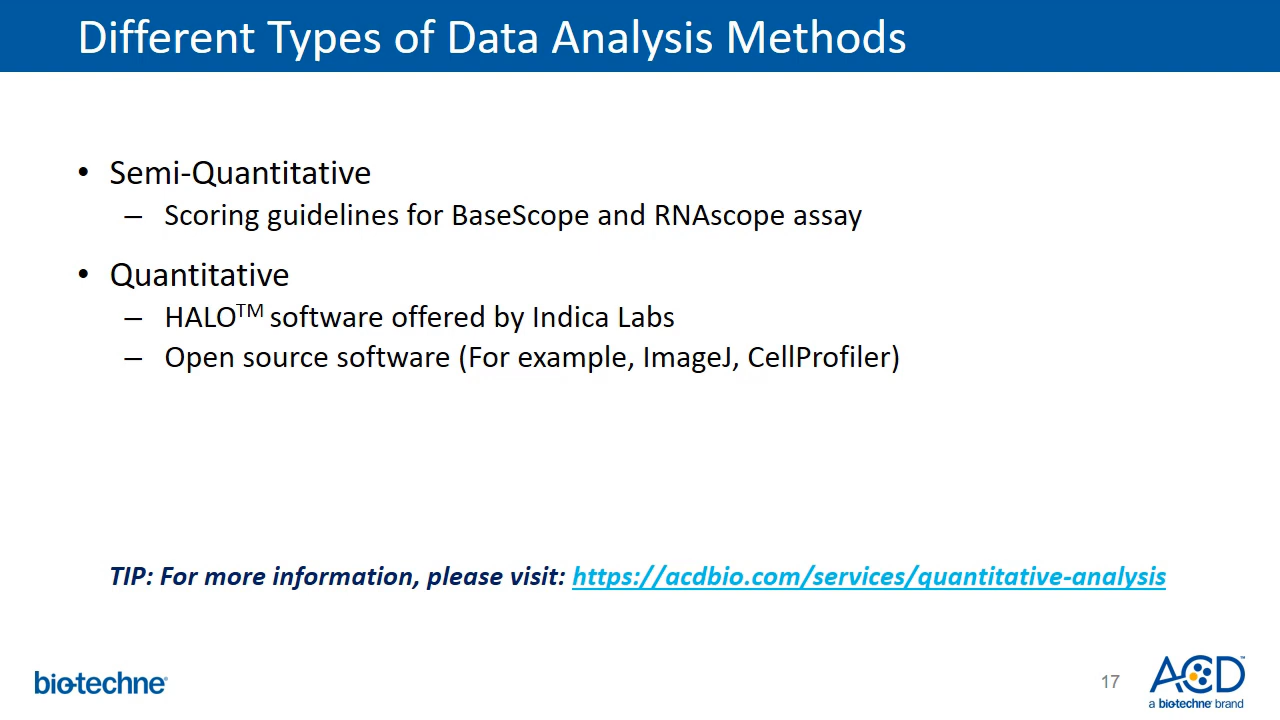 Different Types of Data Analysis Methods
• Semi-Quantitative
– Scoring guidelines for BaseScope and RNAscope assay
• Quantitative
– HALO™ software offered by Indica Labs
– Open source software (For example, ImageJ, CellProfiler)
TIP: For more information, please visit: https://acdbio.com/services/quantitative-analysis
bio-techne®
17
ACD™
a bio-techne® brand